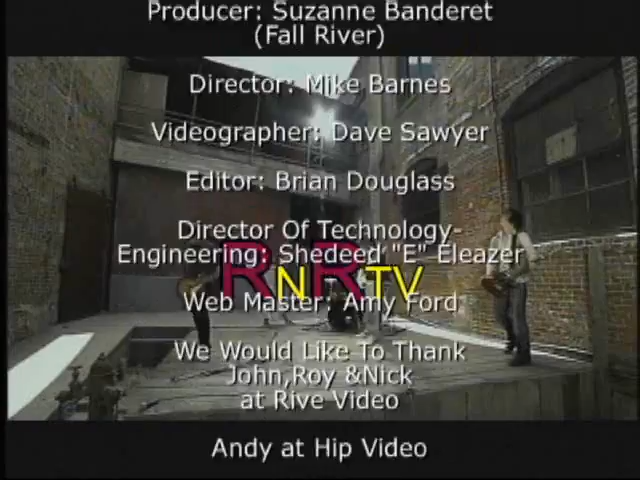 Producer: Suzanne Banderet
(Fall River)
Director: Mike Barnes
Videographer: Dave Sawyer
Editor: Brian Douglass
Director Of Technology-
Engineering: Shedeed "E" Eleazer
RNRTV
Web Master: Amy Ford
We Would Like To Thank
John,Roy &Nick
at Rive Video
Andy at Hip Video